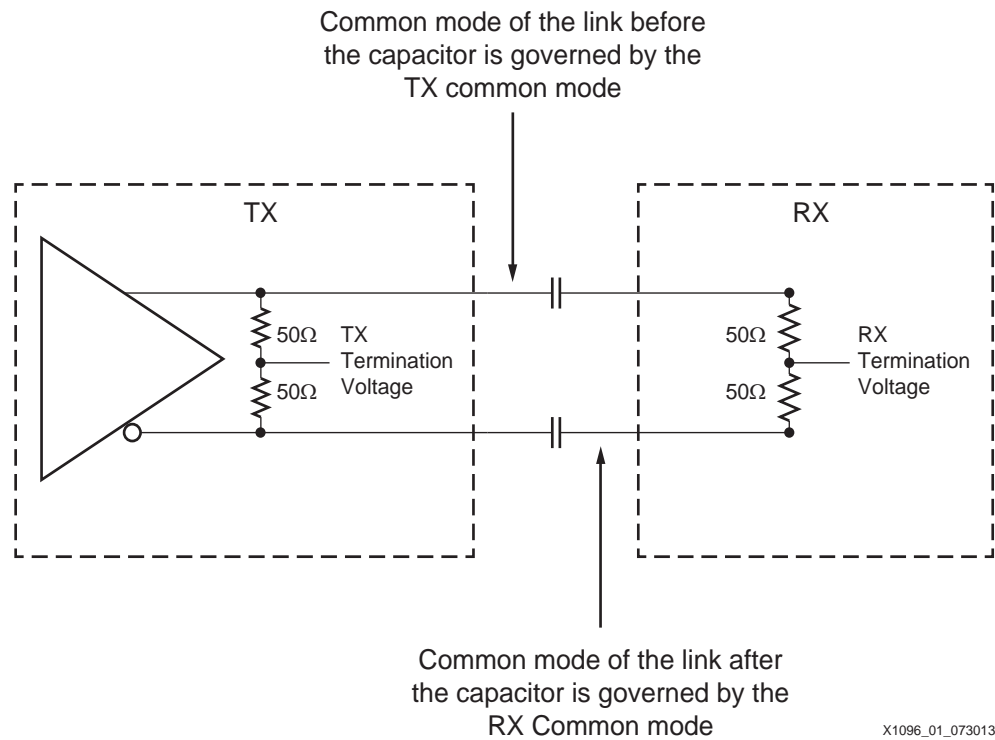 Common mode of the link before
the capacitor is governed by the
TX common mode
TX
RX
50Ω
TX
Termination
Voltage
50Ω
50Ω
RX
Termination
Voltage
50Ω
Common mode of the link after
the capacitor is governed by the
RX Common mode
X1096_01_073013